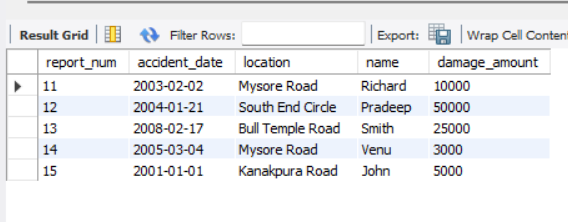 Result Grid Filter Rows: Export: Wrap Cell Content
report_num accident_date location name damage_amount
11 2003-02-02 Mysore Road Richard 10000
12 2004-01-21 South End Circle Pradeep 50000
13 2008-02-17 Bull Temple Road Smith 25000
14 2005-03-04 Mysore Road Venu 3000
15 2001-01-01 Kanakpura Road John 5000